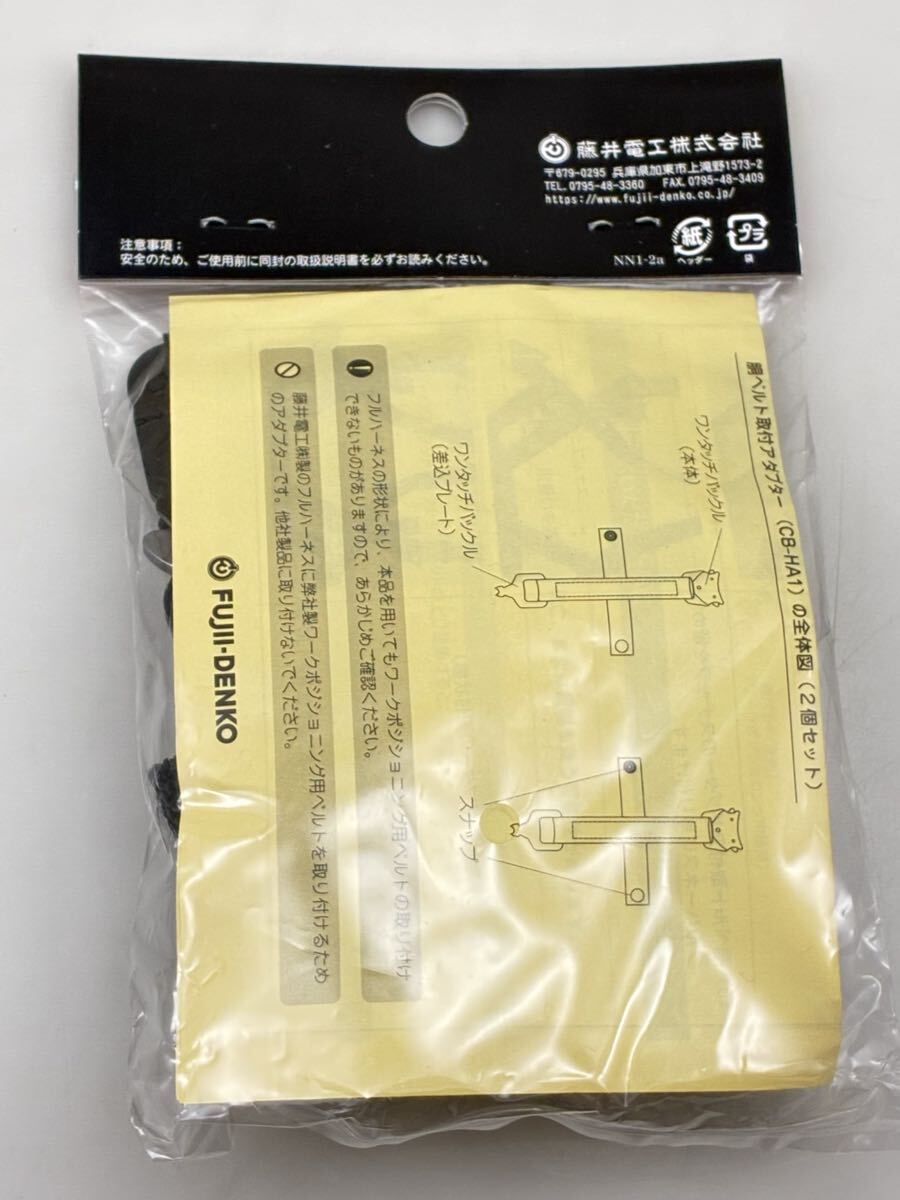 藤井電工株式会社
〒679-0295 兵庫県加東市上滝野1573-2
TEL.0795-48-3360 FAX.0795-48-3409
https://www.fujii-denko.co.jp/
注意事項：
安全のため、ご使用前に同封の取扱説明書を必ずお読みください。
NN1-2a
紙
ヘッダー
プラ
袋
胴ベルト取付アダプター（CB-HA1）の全体図（2個セット）
ワンタッチバックル
（本体）
ワンタッチバックル
（差込プレート）
スナップ
フルハーネスの形状により、本品を用いてもワークポジショニング用ベルトの取り付け
できないものがありますので、あらかじめご確認ください。
藤井電工㈱製のフルハーネスに弊社製ワークポジショニング用ベルトを取り付けるため
のアダプターです。他社製品に取り付けないでください。
FUJII-DENKO